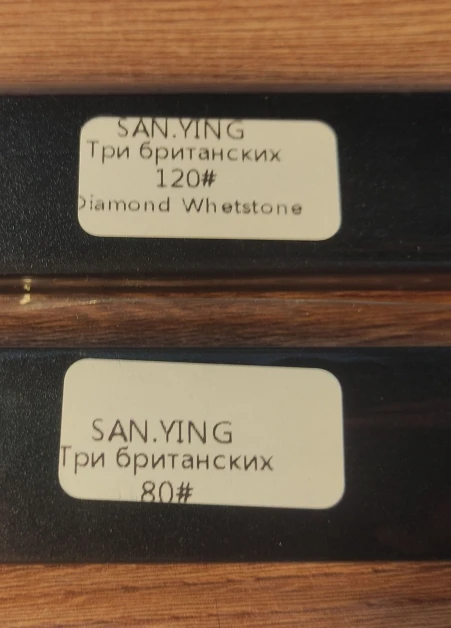 SAN.YING
Три британских
120#
Diamond Whetstone
SAN.YING
Три британских
80#